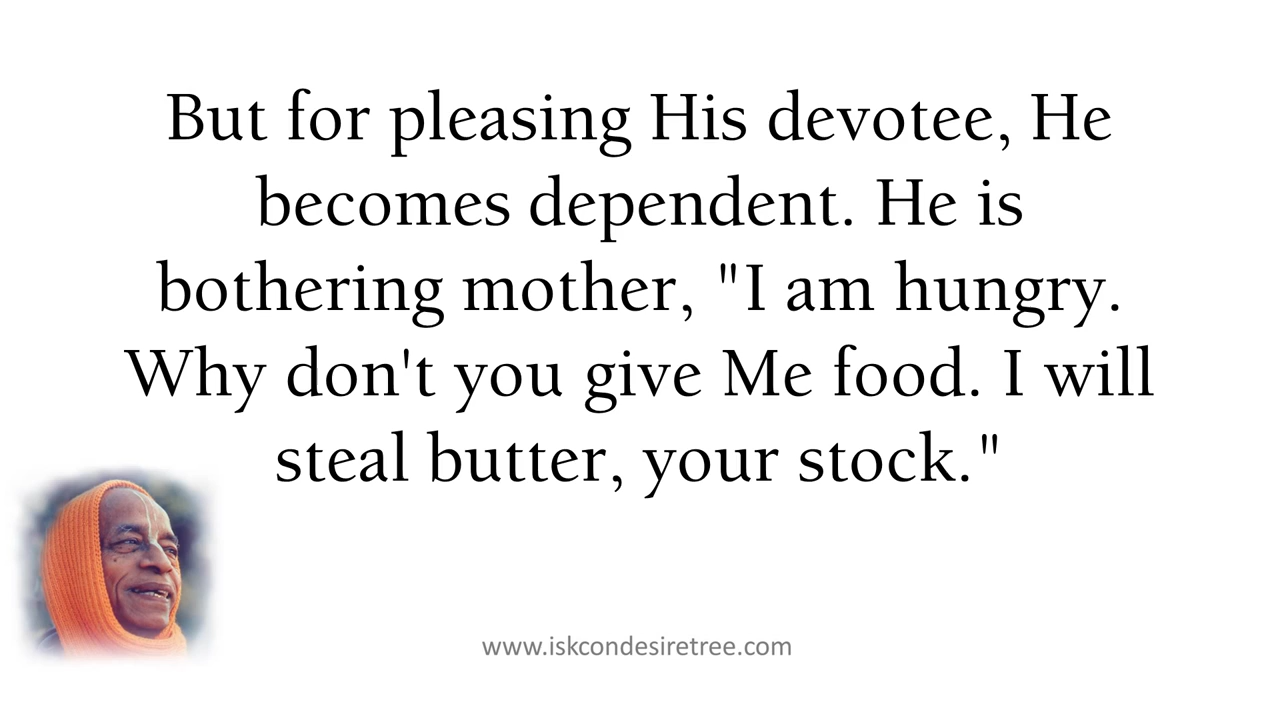 But for pleasing His devotee, He
becomes dependent. He is
bothering mother, "I am hungry.
Why don't you give Me food. I will
steal butter, your stock."
www.iskcondesiretree.com